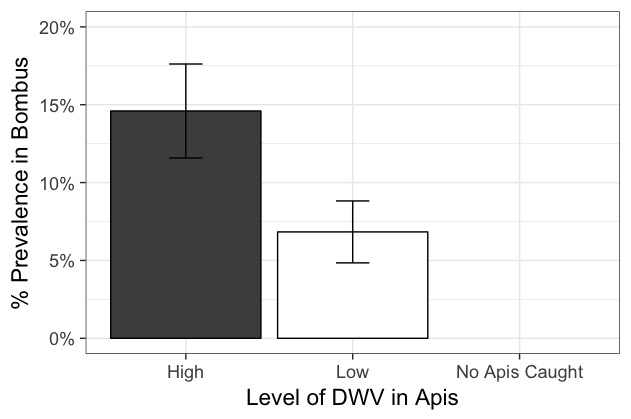 20%
15%
10%
5%
0%
% Prevalence in Bombus
High
Low
No Apis Caught
Level of DWV in Apis